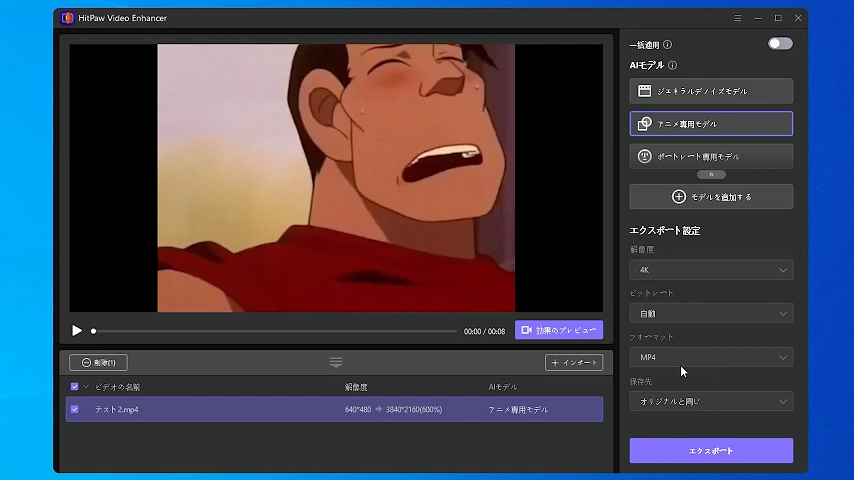 HitPaw Video Enhancer
一括適用
AIモデル
ジェネラルデノイズモデル
アニメ専用モデル
ポートレート専用モデル
モデルを追加する
エクスポート設定
解像度
4K
ビットレート
自動
フォーマット
MP4
保存先
オリジナルと同じ
エクスポート
00:00 / 00:08
効果のプレビュー
削除(1)
インポート
ビデオの名前 解像度 AIモデル
テスト2.mp4 640*480 3840*2160(600%) アニメ専用モデル